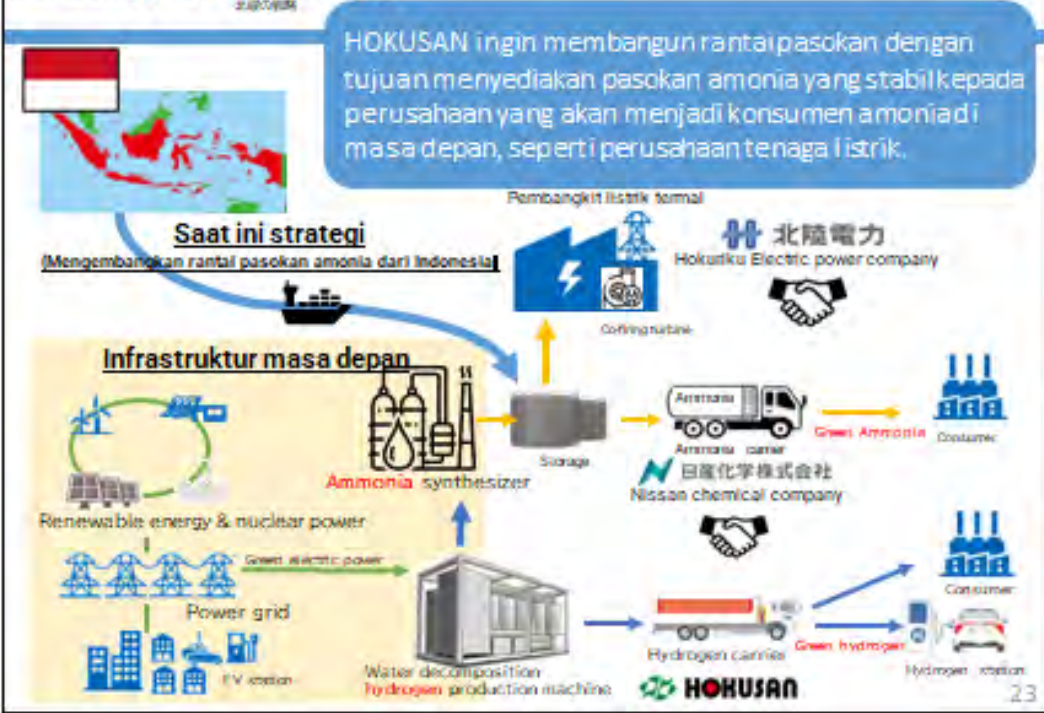 HOKUSAN ingin membangun rantai pasokan dengan
tujuan menyediakan pasokan amonia yang stabil kepada
perusahaan yang akan menjadi konsumen amonia di
masa depan, seperti perusahaan tenaga listrik.
Pembangkit listrik termal
Saat ini strategi
(Mengembangkan rantai pasokan amonia dari Indonesia)
北陸電力
Hokuriku Electric power company
Cofiring turbine
Infrastruktur masa depan
Ammonia
Ammonia carrier
Green Ammonia
Consumer
Storage
Ammonia synthesizer
日産化学株式会社
Nissan chemical company
Renewable energy & nuclear power
Green electric power
Power grid
EV station
Water decomposition
hydrogen production machine
Hydrogen carrier
Green hydrogen
Consumer
Hydrogen station
HOKUSAN
23